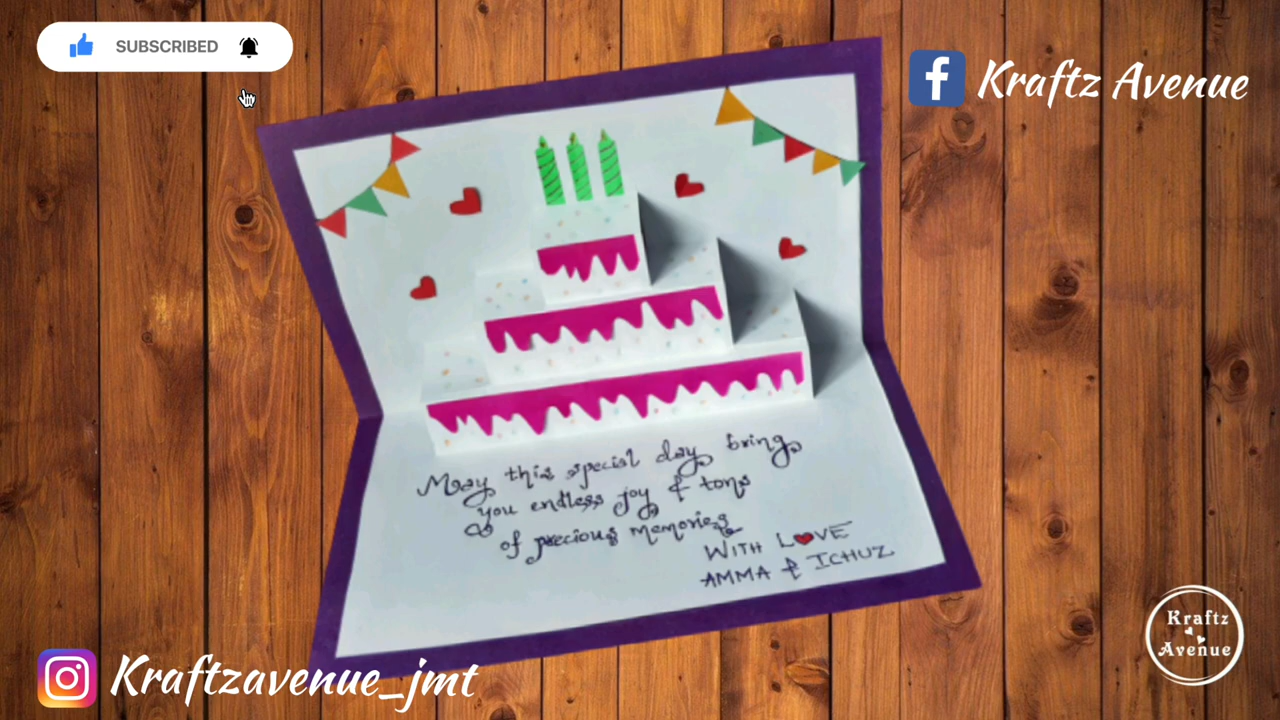 SUBSCRIBED
Kraftz Avenue
May this special day bring
you endless joy & tons
of precious memories
WITH LOVE
AMMA & ICHUZ
Kraftzavenue_jmt
Kraftz
Avenue